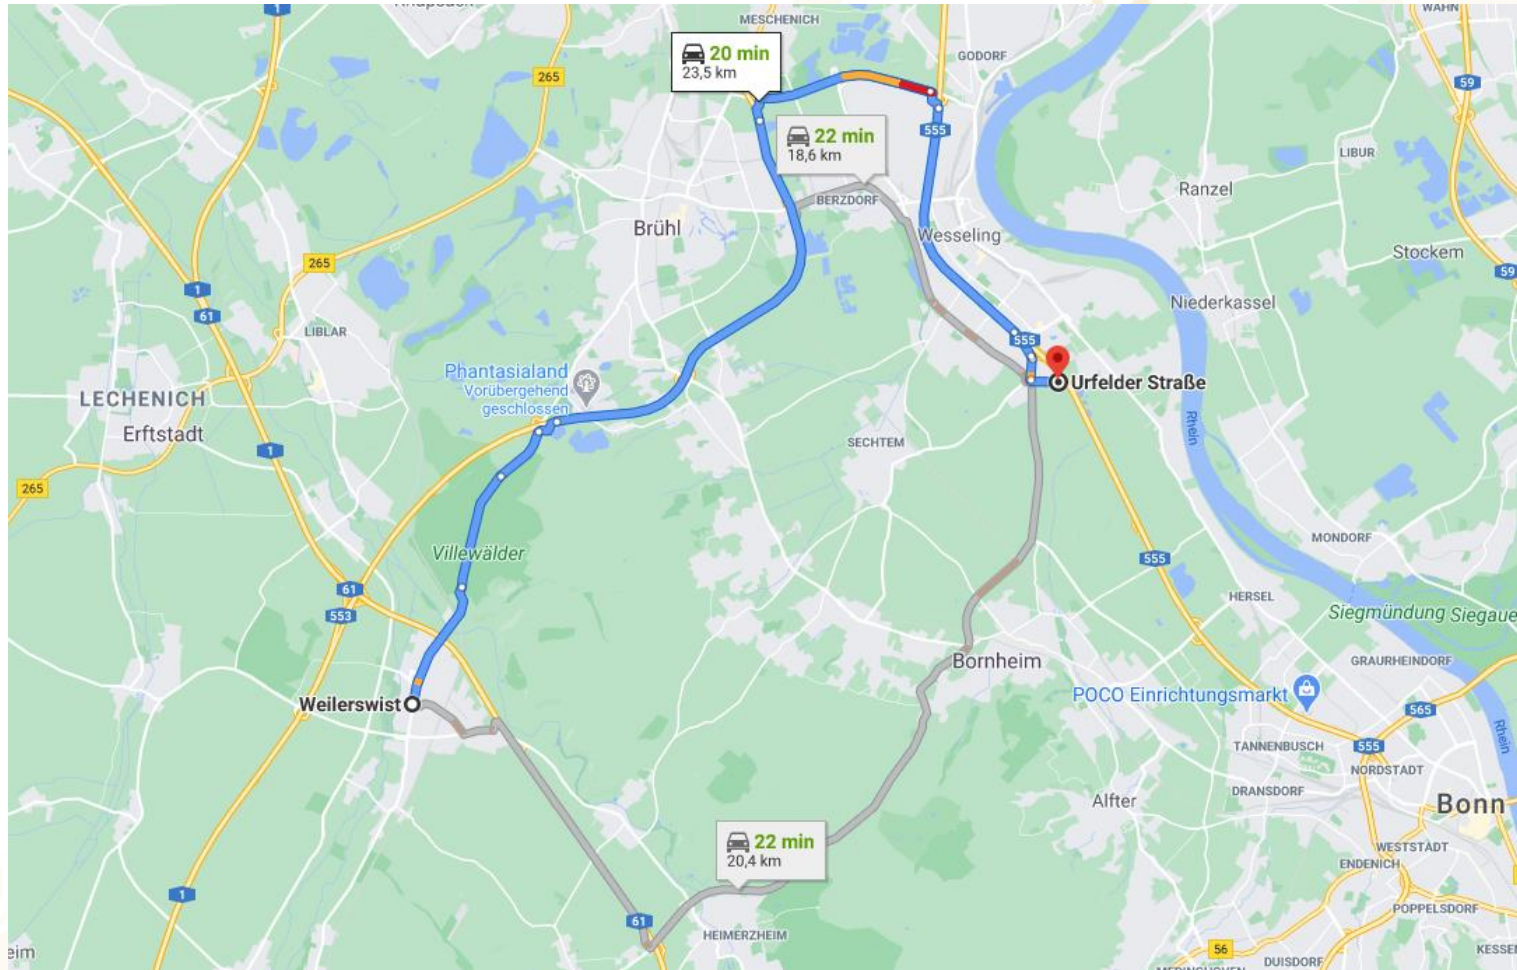 1
WAHN
MESCHENICH
20 min
23,5 km
GODORF
265
59
555
22 min
18,6 km
LIBUR
Ranzel
BERZDORF
Brühl
Wesseling
Stockem
265
59
1
61
Niederkassel
LIBLAR
555
Phantasialand
Vorübergehend
geschlossen
Urfelder Straße
LECHENICH
Erftstadt
Rhein
SECHTEM
1
265
MONDORF
Villewälder
555
61
553
HERSEL
Siegmündung Siegaue
Bornheim
GRAURHEINDORF
POCO Einrichtungsmarkt
Weilerswist
565
Rhein
555
TANNENBUSCH
NORDSTADT
DRANSDORF
Alfter
Bonn
22 min
20,4 km
WESTSTADT
ENDENICH
1
61
POPPELSDORF
HEIMERZHEIM
eim
56
KESSEN
DUISDORF